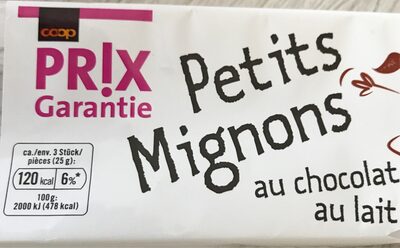 coop
PR!X
Garantie
Petits
Mignons
au chocolat
au lait
ca./env. 3 Stück/
pièces (25 g):
120 kcal 6%*
100g:
2000 kJ (478 kcal)